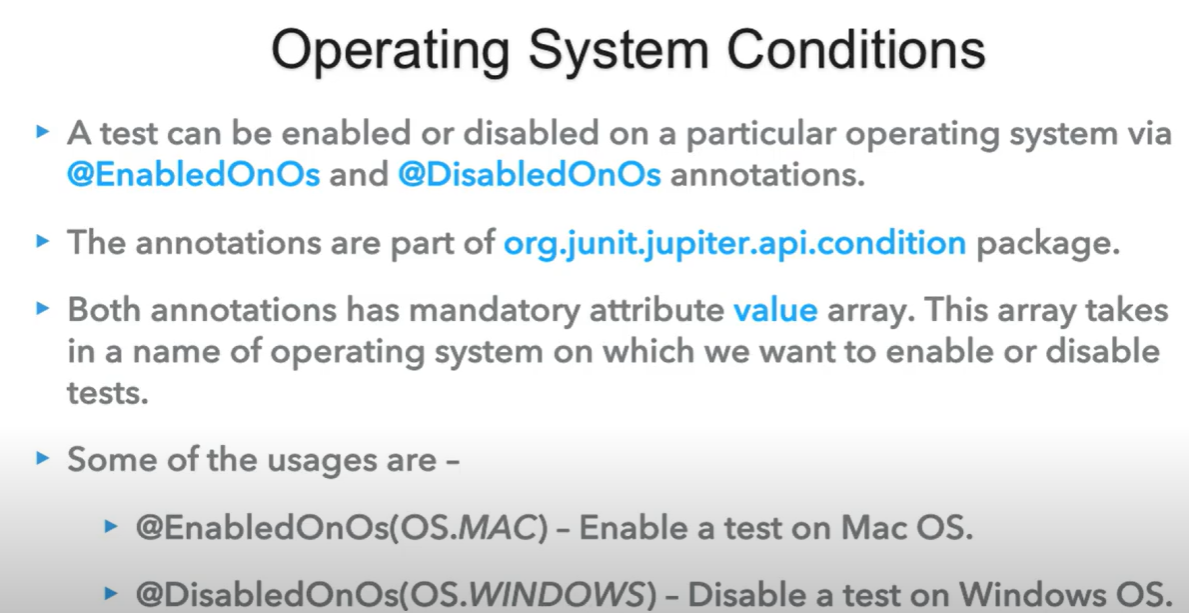 Operating System Conditions
▸ A test can be enabled or disabled on a particular operating system via
@EnabledOnOs and @DisabledOnOs annotations.
▸ The annotations are part of org.junit.jupiter.api.condition package.
▸ Both annotations has mandatory attribute value array. This array takes
in a name of operating system on which we want to enable or disable
tests.
▸ Some of the usages are –
▸ @EnabledOnOs(OS.MAC) – Enable a test on Mac OS.
▸ @DisabledOnOs(OS.WINDOWS) – Disable a test on Windows OS.